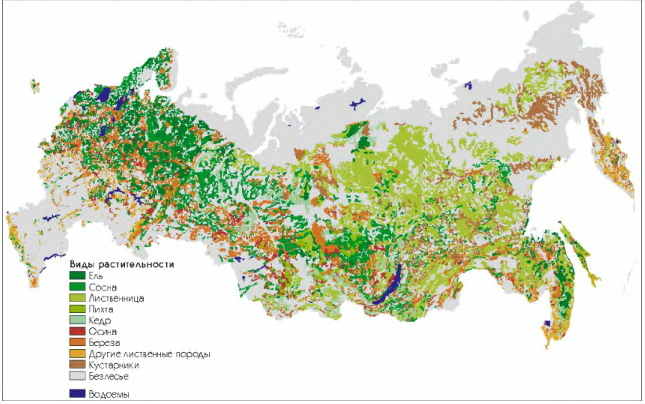 Виды растительности
Ель
Сосна
Лиственница
Пихта
Кедр
Осина
Береза
Другие лиственные породы
Кустарники
Безлесье
Водоемы